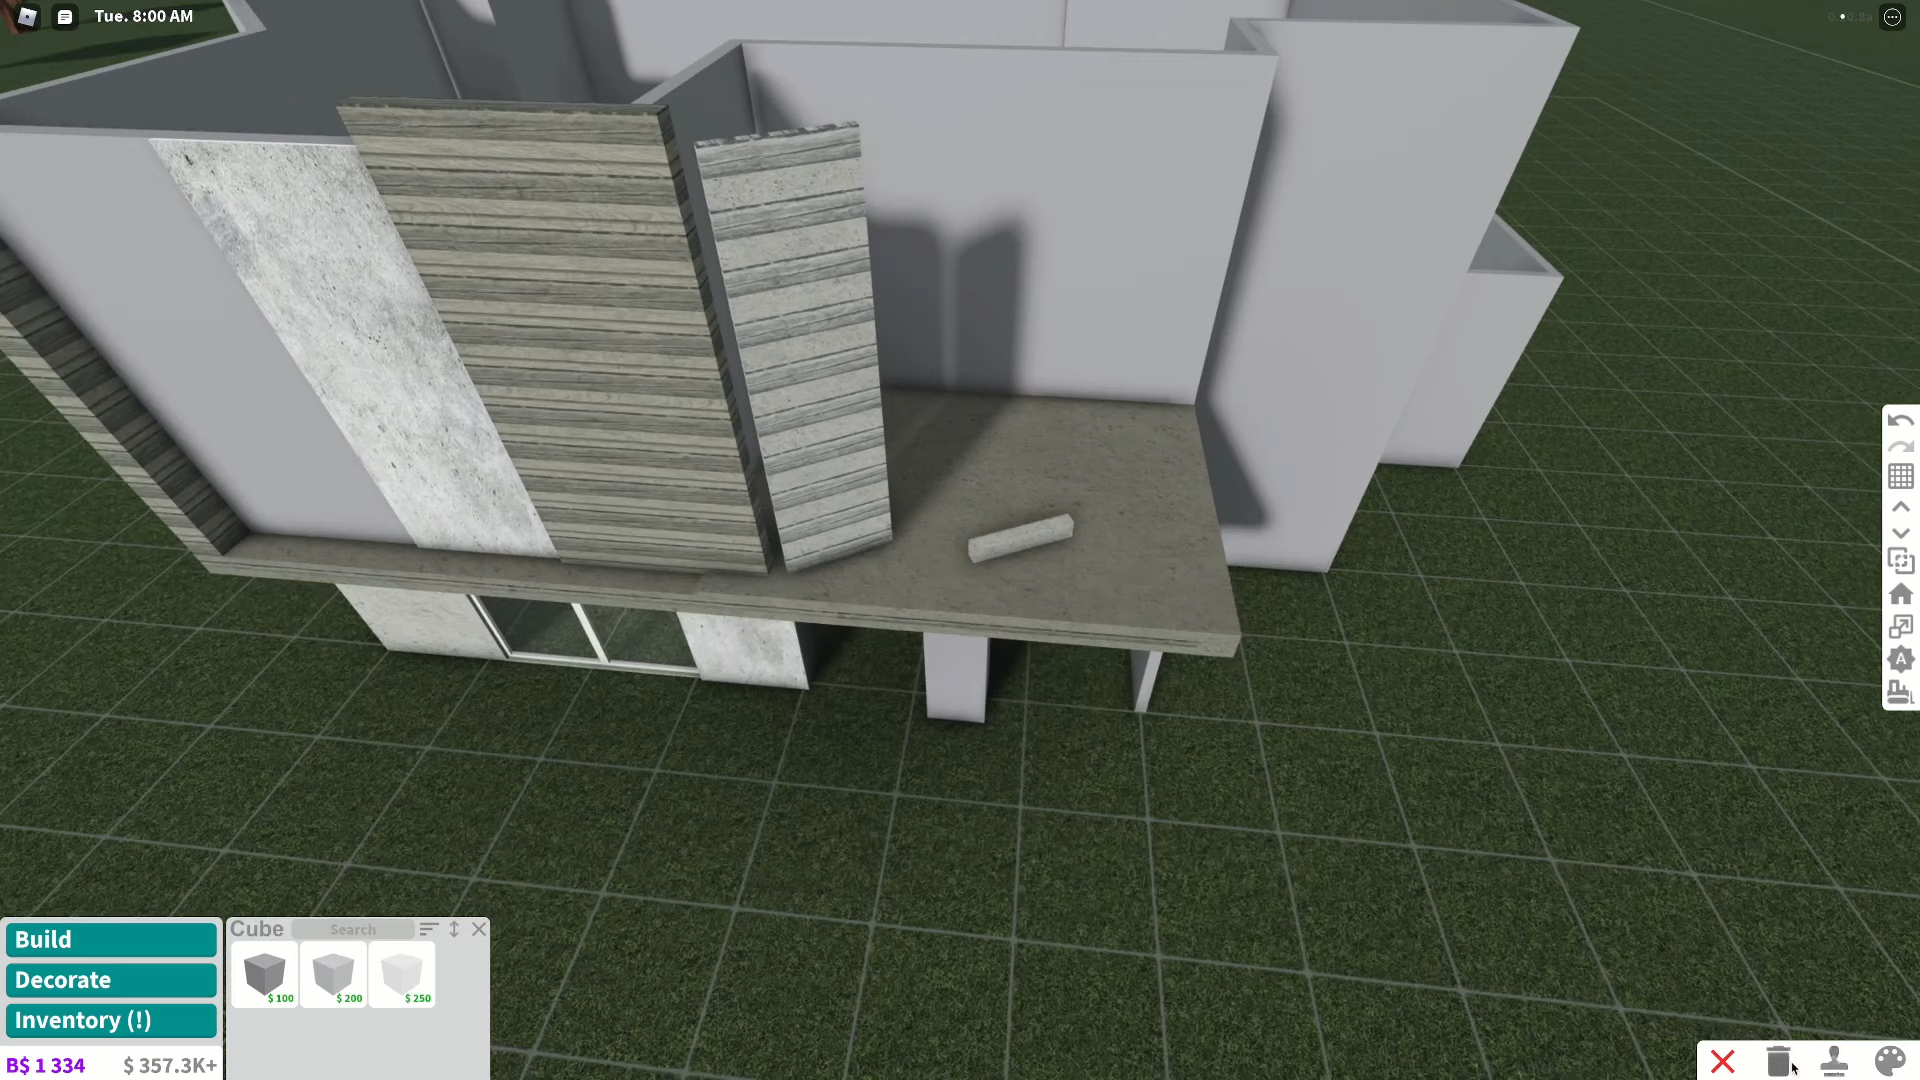 Tue. 8:00 AM
Build
Decorate
Inventory (!)
B$ 1 334
$ 357.3K+
Cube
Search
$ 100
$ 200
$ 250
A